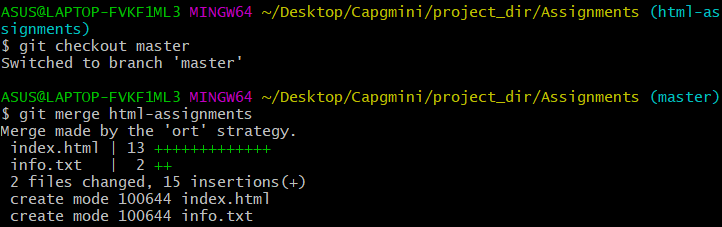 ASUS@LAPTOP-FVKF1ML3 MINGW64 ~/Desktop/Capgmini/project_dir/Assignments (html-as
signments)
$ git checkout master
Switched to branch 'master'
ASUS@LAPTOP-FVKF1ML3 MINGW64 ~/Desktop/Capgmini/project_dir/Assignments (master)
$ git merge html-assignments
Merge made by the 'ort' strategy.
 index.html | 13 +++++++++++++
 info.txt   |  2 ++
 2 files changed, 15 insertions(+)
 create mode 100644 index.html
 create mode 100644 info.txt